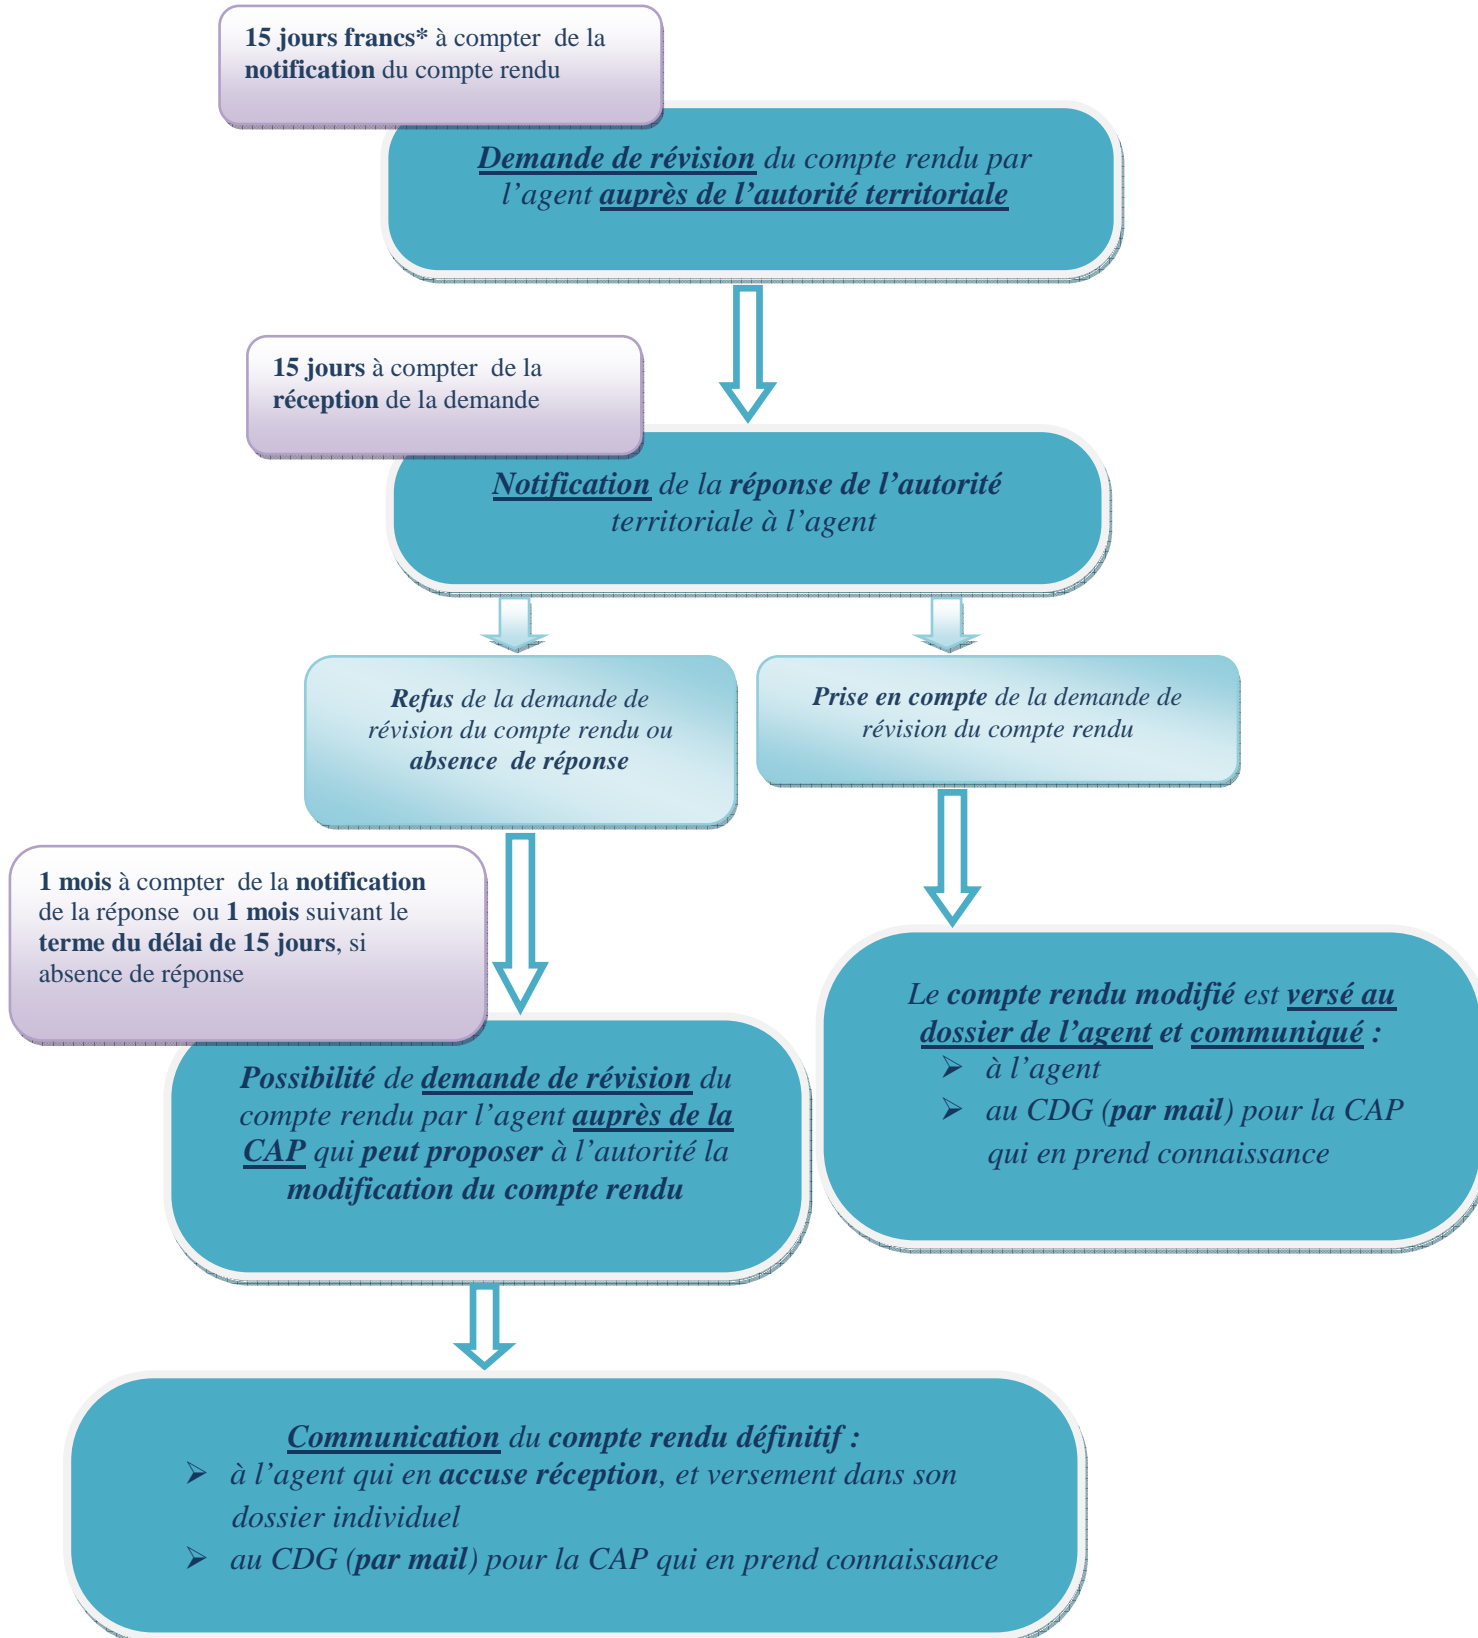 15 jours francs* à compter  de la
notification du compte rendu
Demande de révision du compte rendu par
l’agent auprès de l’autorité territoriale
15 jours à compter  de la
réception de la demande
Notification de la réponse de l’autorité
territoriale à l’agent
Refus de la demande de
révision du compte rendu ou
absence  de réponse
Prise en compte de la demande de
révision du compte rendu
1 mois à compter  de la notification
de la réponse  ou 1 mois suivant le
terme du délai de 15 jours, si
absence de réponse
Le compte rendu modifié est versé au
dossier de l’agent et communiqué :
➢ à l’agent
➢ au CDG (par mail) pour la CAP
qui en prend connaissance
Possibilité de demande de révision du
compte rendu par l’agent auprès de la
CAP qui peut proposer à l’autorité la
modification du compte rendu
Communication du compte rendu définitif :
➢ à l’agent qui en accuse réception, et versement dans son
dossier individuel
➢ au CDG (par mail) pour la CAP qui en prend connaissance